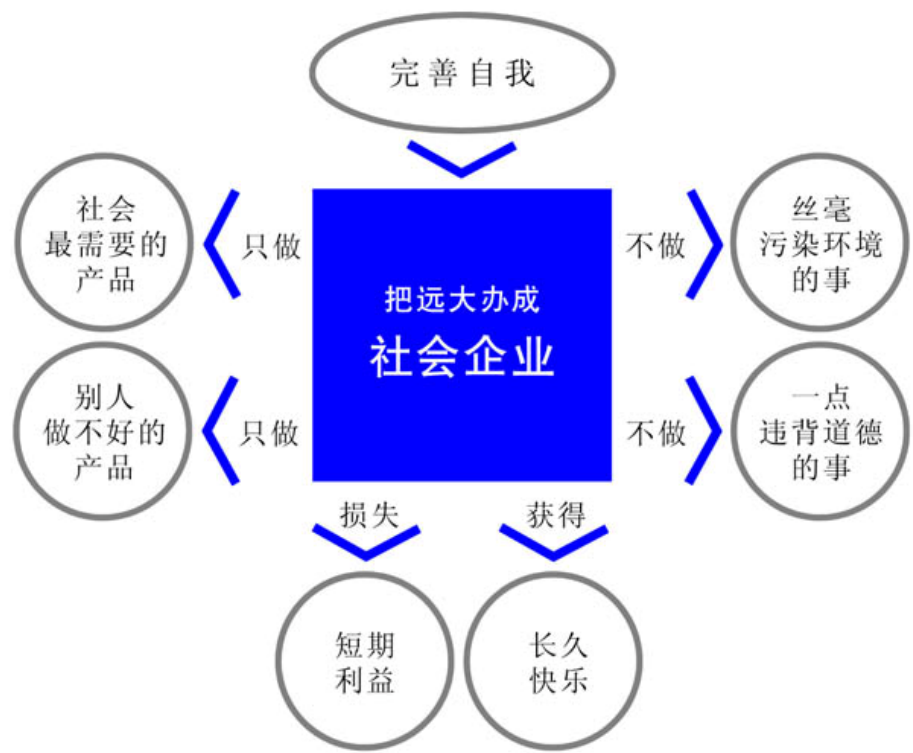 完善自我
社会
最需要的
产品
只做
不做
丝毫
污染环境
的事
把远大办成
社会企业
别人
做不好的
产品
只做
不做
一点
违背道德
的事
损失
获得
短期
利益
长久
快乐